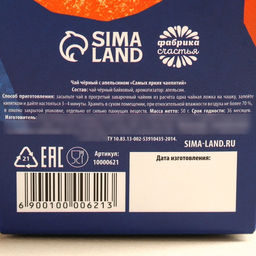 SIMA
LAND
фабрика
счастья
Чай чёрный с апельсином «Самых ярких чаепитий»
Состав: чай чёрный байховый, ароматизатор: апельсин.
Способ приготовления: засыпьте чай в прогретый заварочный чайник из расчёта одна чайная ложка на чашку, залейте
кипятком и дайте настояться 3-4 минуты. Хранить в сухом помещении, при относительной влажности воздуха не более 70 %,
в плотно закрытой упаковке, отдельно от сильно пахнущих веществ. Масса: 50 г. Срок годности: 36 месяцев.
Изготовитель:
ТУ 10.83.13-002-53910435-2014.
SIMA-LAND.RU
21
EAC
Артикул:
10000621
Дата изготовления:
6 900100 006213